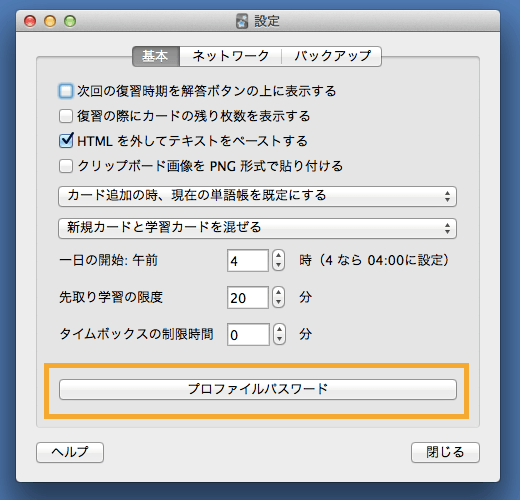 設定
基本 ネットワーク バックアップ
次回の復習時期を解答ボタンの上に表示する
復習の際にカードの残り枚数を表示する
HTML を外してテキストをペーストする
クリップボード画像を PNG 形式で貼り付ける
カード追加の時、現在の単語帳を既定にする
新規カードと学習カードを混ぜる
一日の開始: 午前 4 時（4 なら 04:00に設定）
先取り学習の限度 20 分
タイムボックスの制限時間 0 分
プロファイルパスワード
ヘルプ 閉じる